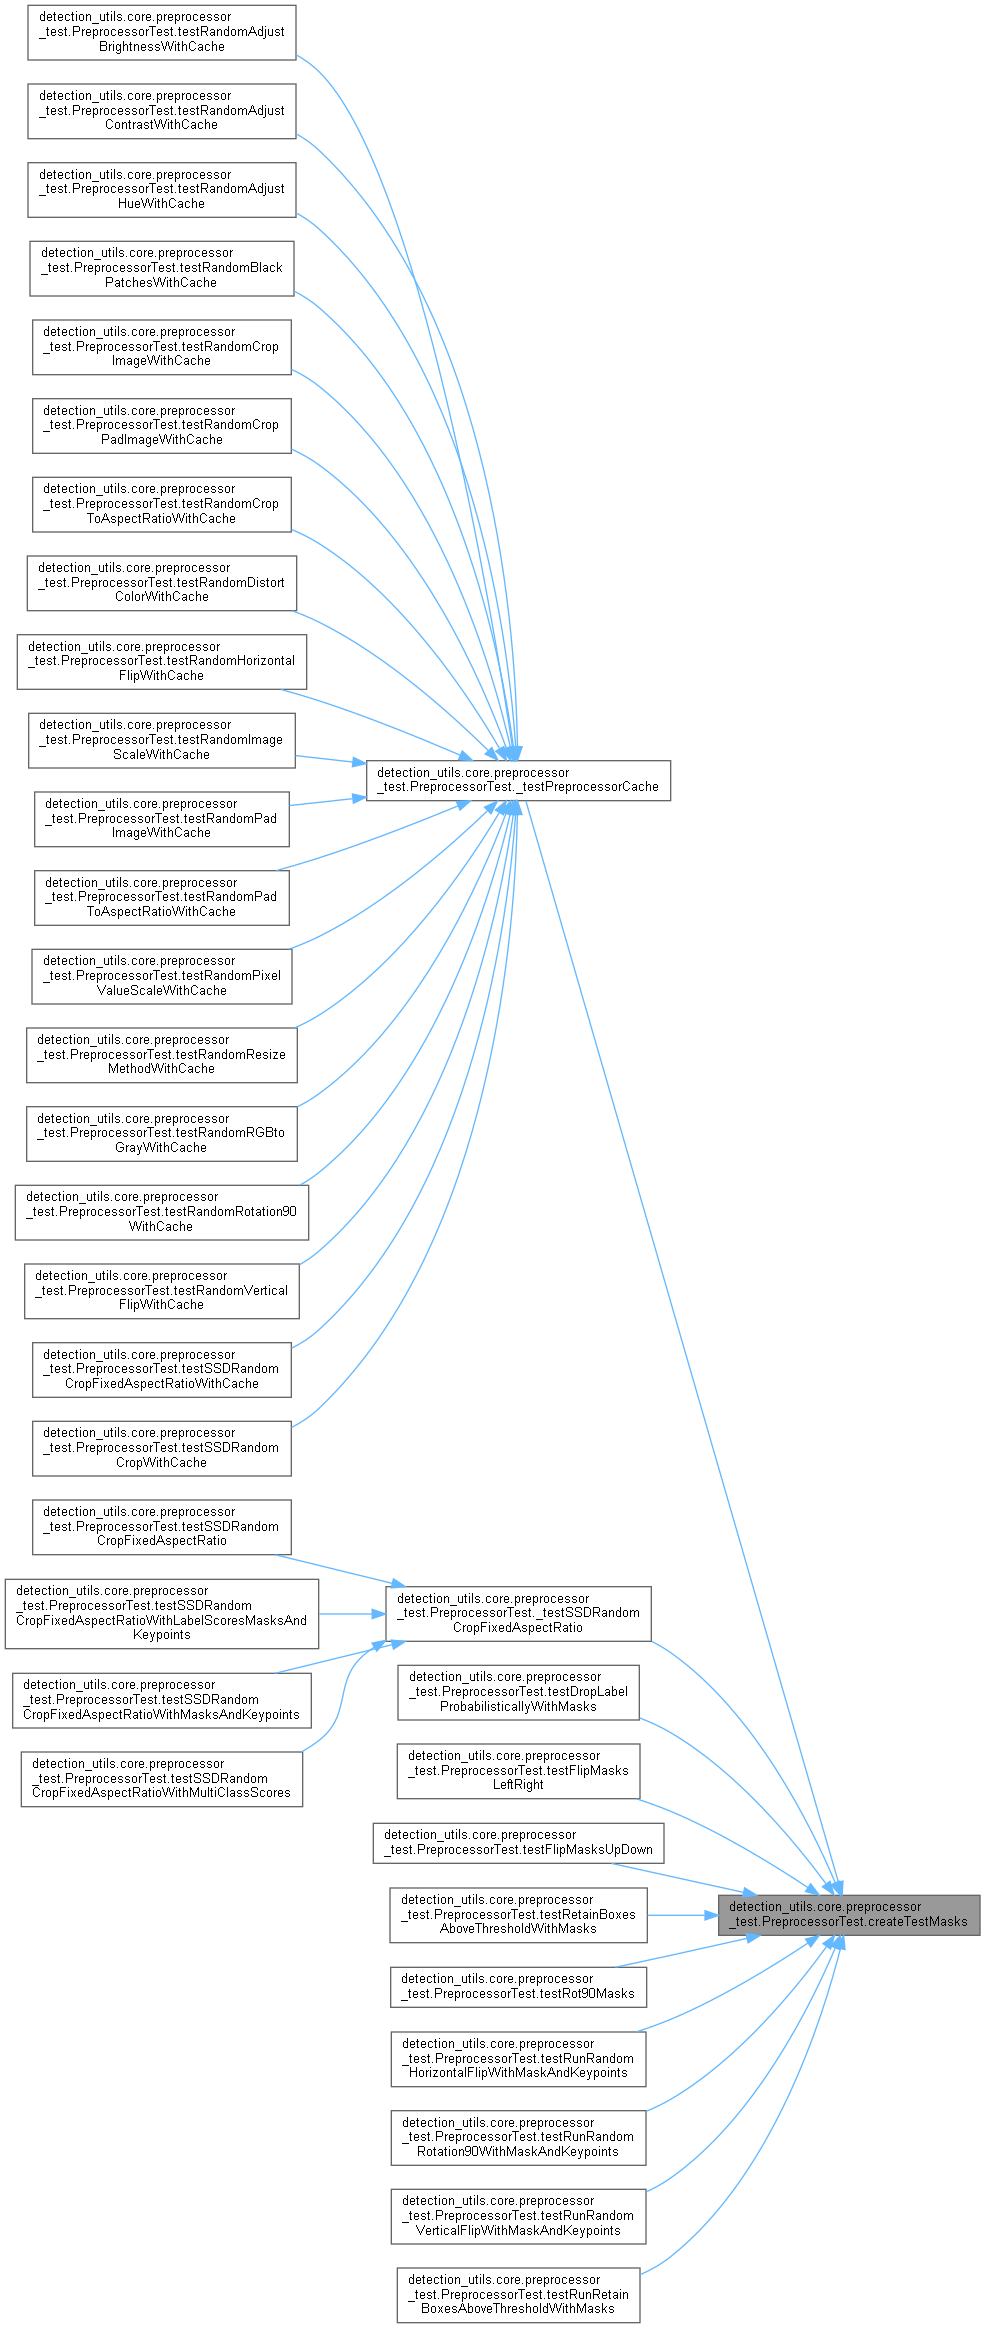 detection_utils.core.preprocessor
_test.PreprocessorTest.testRandomAdjust
BrightnessWithCache
detection_utils.core.preprocessor
_test.PreprocessorTest.testRandomAdjust
ContrastWithCache
detection_utils.core.preprocessor
_test.PreprocessorTest.testRandomAdjust
HueWithCache
detection_utils.core.preprocessor
_test.PreprocessorTest.testRandomBlack
PatchesWithCache
detection_utils.core.preprocessor
_test.PreprocessorTest.testRandomCrop
ImageWithCache
detection_utils.core.preprocessor
_test.PreprocessorTest.testRandomCrop
PadImageWithCache
detection_utils.core.preprocessor
_test.PreprocessorTest.testRandomCrop
ToAspectRatioWithCache
detection_utils.core.preprocessor
_test.PreprocessorTest.testRandomDistort
ColorWithCache
detection_utils.core.preprocessor
_test.PreprocessorTest.testRandomHorizontal
FlipWithCache
detection_utils.core.preprocessor
_test.PreprocessorTest.testRandomImage
ScaleWithCache
detection_utils.core.preprocessor
_test.PreprocessorTest._testPreprocessorCache
detection_utils.core.preprocessor
_test.PreprocessorTest.testRandomPad
ImageWithCache
detection_utils.core.preprocessor
_test.PreprocessorTest.testRandomPad
ToAspectRatioWithCache
detection_utils.core.preprocessor
_test.PreprocessorTest.testRandomPixel
ValueScaleWithCache
detection_utils.core.preprocessor
_test.PreprocessorTest.testRandomResize
MethodWithCache
detection_utils.core.preprocessor
_test.PreprocessorTest.testRandomRGBto
GrayWithCache
detection_utils.core.preprocessor
_test.PreprocessorTest.testRandomRotation90
WithCache
detection_utils.core.preprocessor
_test.PreprocessorTest.testRandomVertical
FlipWithCache
detection_utils.core.preprocessor
_test.PreprocessorTest.testSSDRandom
CropFixedAspectRatioWithCache
detection_utils.core.preprocessor
_test.PreprocessorTest.testSSDRandom
CropWithCache
detection_utils.core.preprocessor
_test.PreprocessorTest.testSSDRandom
CropFixedAspectRatio
detection_utils.core.preprocessor
_test.PreprocessorTest.testSSDRandom
CropFixedAspectRatioWithLabelScoresMasksAnd
Keypoints
detection_utils.core.preprocessor
_test.PreprocessorTest._testSSDRandom
CropFixedAspectRatio
detection_utils.core.preprocessor
_test.PreprocessorTest.testSSDRandom
CropFixedAspectRatioWithMasksAndKeypoints
detection_utils.core.preprocessor
_test.PreprocessorTest.testSSDRandom
CropFixedAspectRatioWithMultiClassScores
detection_utils.core.preprocessor
_test.PreprocessorTest.testDropLabel
ProbabilisticallyWithMasks
detection_utils.core.preprocessor
_test.PreprocessorTest.testFlipMasks
LeftRight
detection_utils.core.preprocessor
_test.PreprocessorTest.testFlipMasksUpDown
detection_utils.core.preprocessor
_test.PreprocessorTest.testRetainBoxes
AboveThresholdWithMasks
detection_utils.core.preprocessor
_test.PreprocessorTest.createTestMasks
detection_utils.core.preprocessor
_test.PreprocessorTest.testRot90Masks
detection_utils.core.preprocessor
_test.PreprocessorTest.testRunRandom
HorizontalFlipWithMaskAndKeypoints
detection_utils.core.preprocessor
_test.PreprocessorTest.testRunRandom
Rotation90WithMaskAndKeypoints
detection_utils.core.preprocessor
_test.PreprocessorTest.testRunRandom
VerticalFlipWithMaskAndKeypoints
detection_utils.core.preprocessor
_test.PreprocessorTest.testRunRetain
BoxesAboveThresholdWithMasks